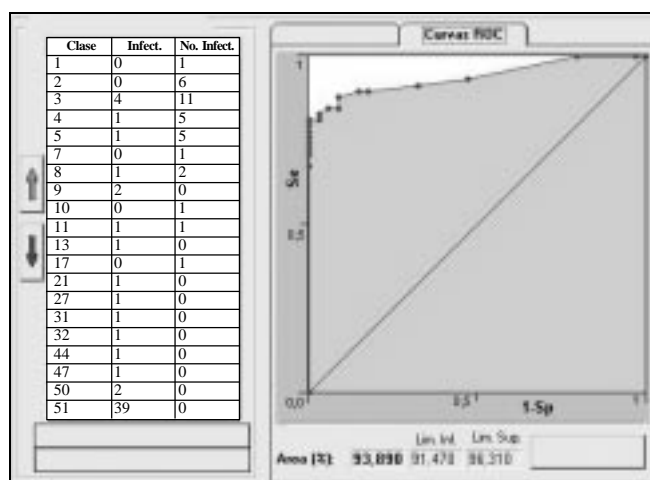 Clase Infect. No. Infect.
1 0 1
2 0 6
3 4 11
4 1 5
5 1 5
7 0 1
8 1 2
9 2 0
10 0 1
11 1 1
13 1 0
17 0 1
21 1 0
27 1 0
31 1 0
32 1 0
44 1 0
47 1 0
50 2 0
51 39 0
Curvas ROC
1
Se
0,5
0,0 0,5 1
1-Sp
Lim. Inf. Lim. Sup.
Area (%): 93,890 91,470 96,310